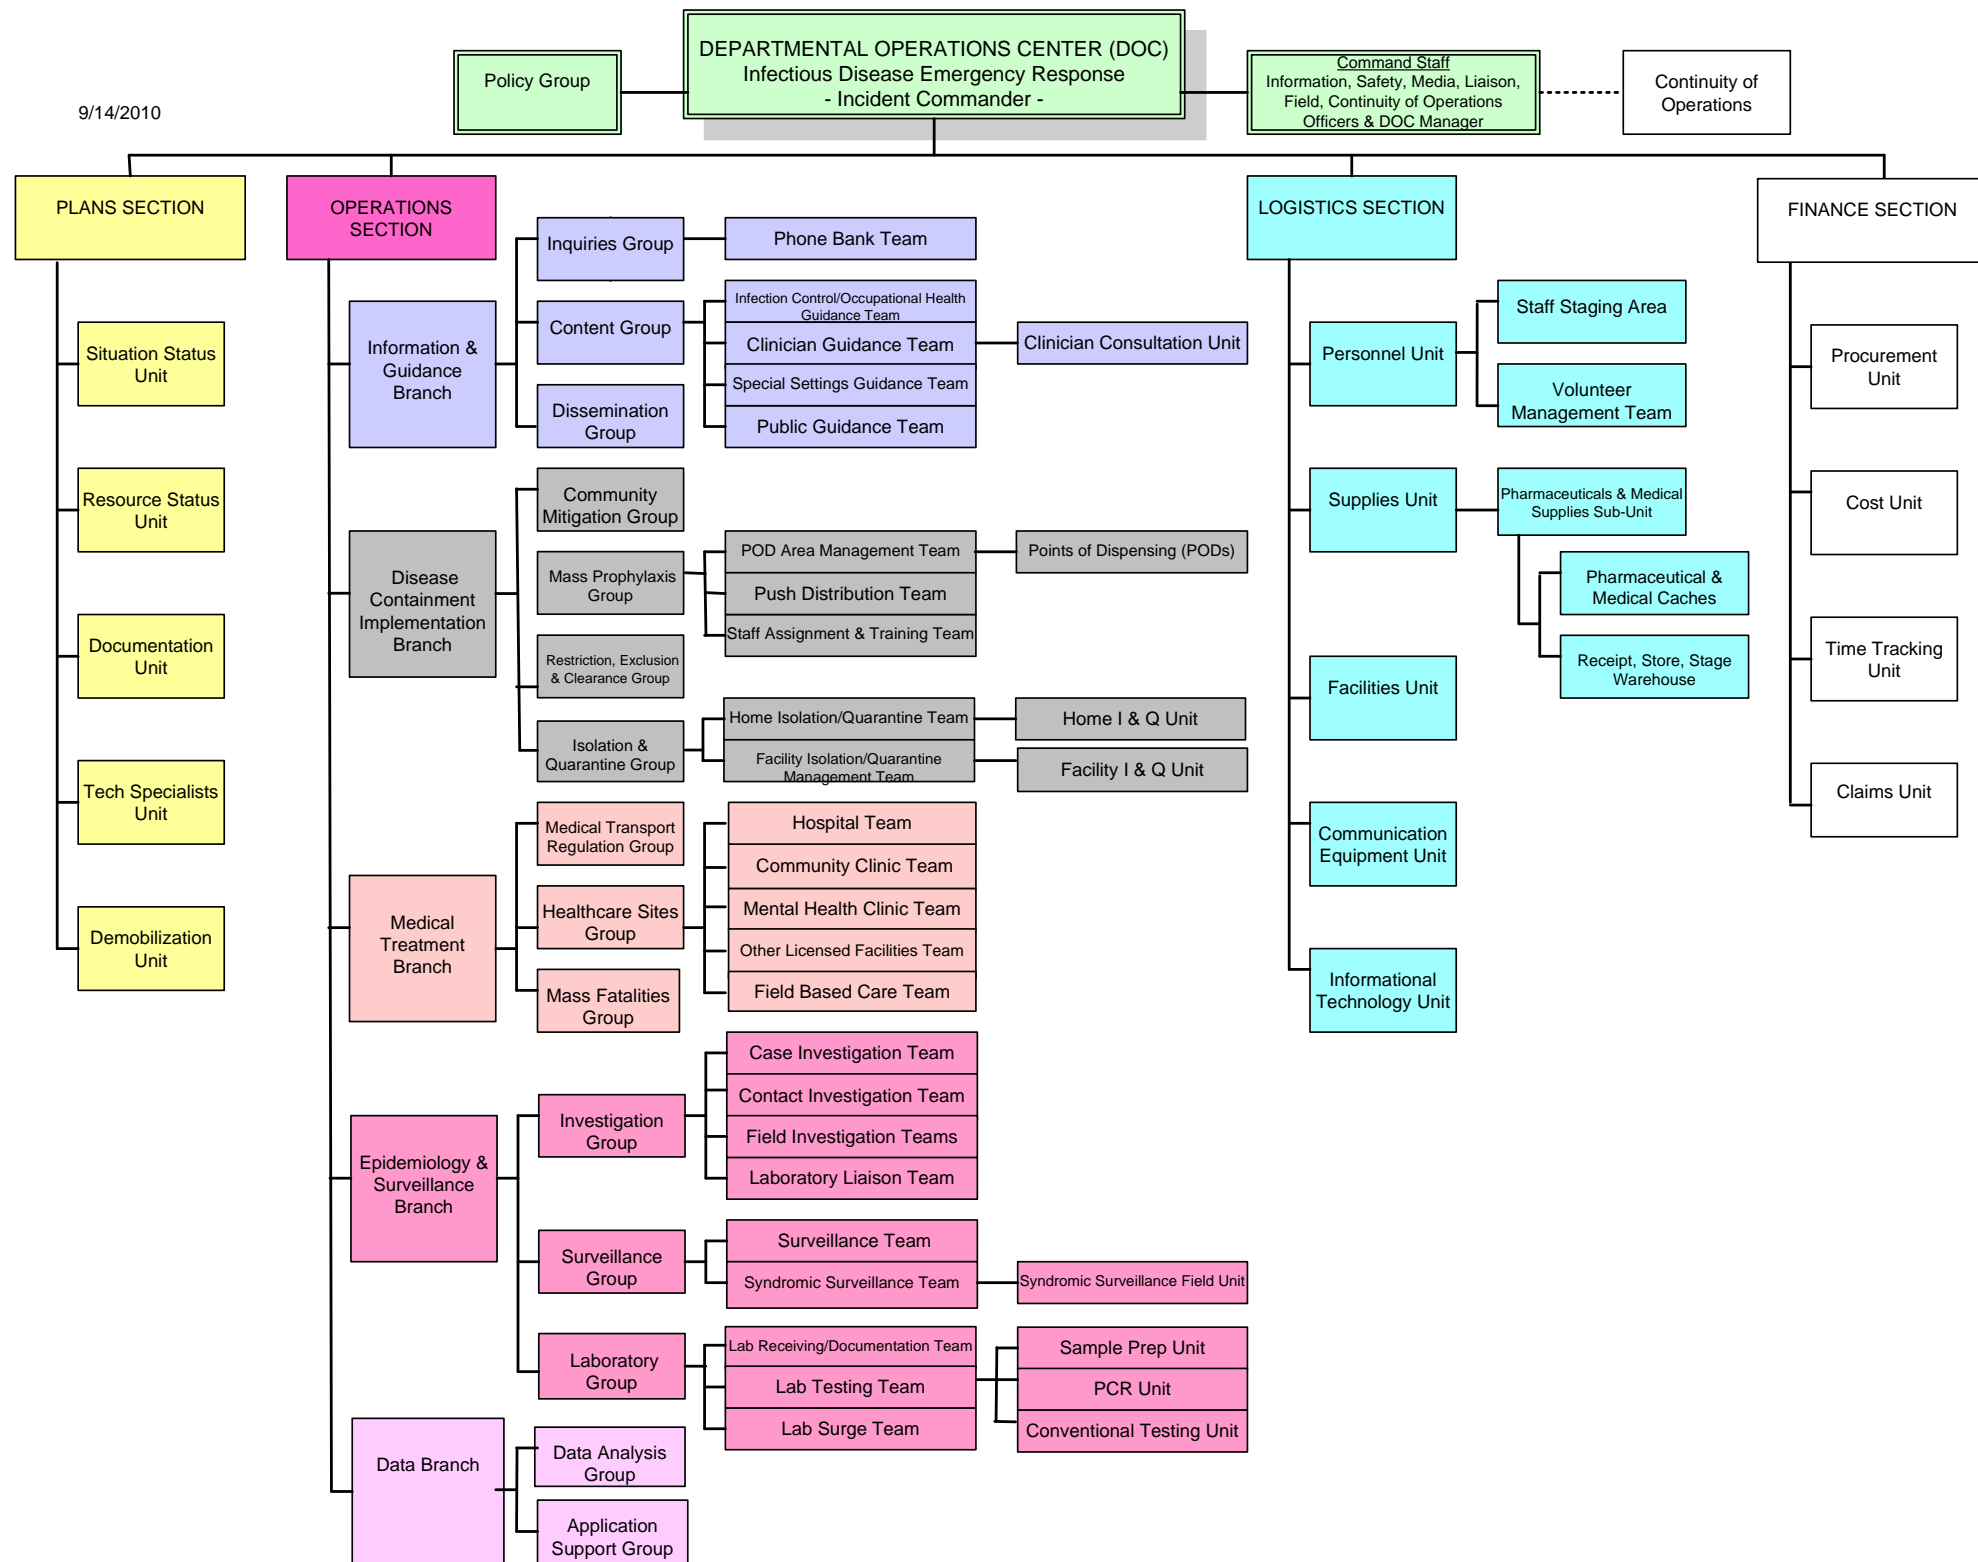 9/14/2010
Policy Group
DEPARTMENTAL OPERATIONS CENTER (DOC)
Infectious Disease Emergency Response
- Incident Commander -
Command Staff
Information, Safety, Media, Liaison,
Field, Continuity of Operations
Officers & DOC Manager
Continuity of
Operations
PLANS SECTION
Situation Status
Unit
Resource Status
Unit
Documentation
Unit
Tech Specialists
Unit
Demobilization
Unit
OPERATIONS
SECTION
Information &
Guidance
Branch
Inquiries Group
Phone Bank Team
Content Group
Infection Control/Occupational Health
Guidance Team
Clinician Guidance Team
Clinician Consultation Unit
Special Settings Guidance Team
Public Guidance Team
Dissemination
Group
Disease
Containment
Implementation
Branch
Community
Mitigation Group
Mass Prophylaxis
Group
POD Area Management Team
Points of Dispensing (PODs)
Push Distribution Team
Staff Assignment & Training Team
Restriction, Exclusion
& Clearance Group
Isolation &
Quarantine Group
Home Isolation/Quarantine Team
Home I & Q Unit
Facility Isolation/Quarantine
Management Team
Facility I & Q Unit
Medical
Treatment
Branch
Medical Transport
Regulation Group
Healthcare Sites
Group
Hospital Team
Community Clinic Team
Mental Health Clinic Team
Other Licensed Facilities Team
Field Based Care Team
Mass Fatalities
Group
Epidemiology &
Surveillance
Branch
Investigation
Group
Case Investigation Team
Contact Investigation Team
Field Investigation Teams
Laboratory Liaison Team
Surveillance
Group
Surveillance Team
Syndromic Surveillance Team
Syndromic Surveillance Field Unit
Laboratory
Group
Lab Receiving/Documentation Team
Lab Testing Team
Lab Surge Team
Sample Prep Unit
PCR Unit
Conventional Testing Unit
Data Branch
Data Analysis
Group
Application
Support Group
LOGISTICS SECTION
Personnel Unit
Staff Staging Area
Volunteer
Management Team
Supplies Unit
Pharmaceuticals & Medical
Supplies Sub-Unit
Pharmaceutical &
Medical Caches
Receipt, Store, Stage
Warehouse
Facilities Unit
Communication
Equipment Unit
Informational
Technology Unit
FINANCE SECTION
Procurement
Unit
Cost Unit
Time Tracking
Unit
Claims Unit